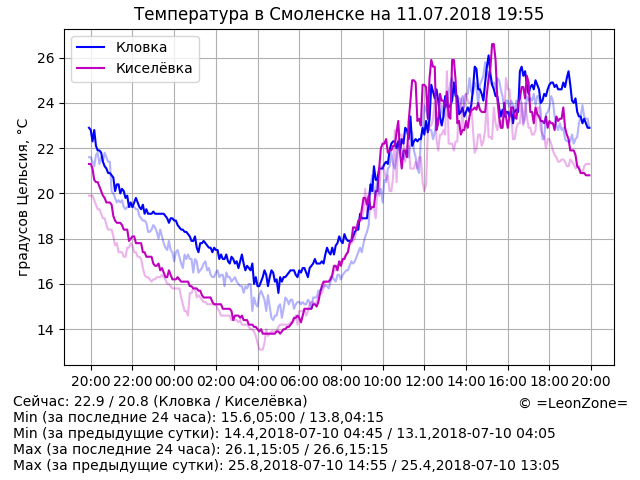 Температура в Смоленске на 11.07.2018 19:55
Кловка
Киселёвка
градусов Цельсия, °C
26
24
22
20
18
16
14
20:00 22:00 00:00 02:00 04:00 06:00 08:00 10:00 12:00 14:00 16:00 18:00 20:00
Сейчас: 22.9 / 20.8 (Кловка / Киселёвка)
© =LeonZone=
Min (за последние 24 часа): 15.6,05:00 / 13.8,04:15
Min (за предыдущие сутки): 14.4,2018-07-10 04:45 / 13.1,2018-07-10 04:05
Max (за последние 24 часа): 26.1,15:05 / 26.6,15:15
Max (за предыдущие сутки): 25.8,2018-07-10 14:55 / 25.4,2018-07-10 13:05